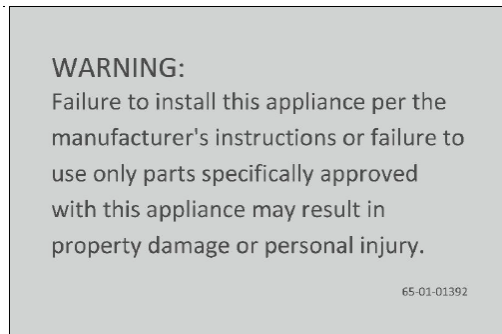 WARNING:
Failure to install this appliance per the
manufacturer's instructions or failure to
use only parts specifically approved
with this appliance may result in
property damage or personal injury.
65-01-01392